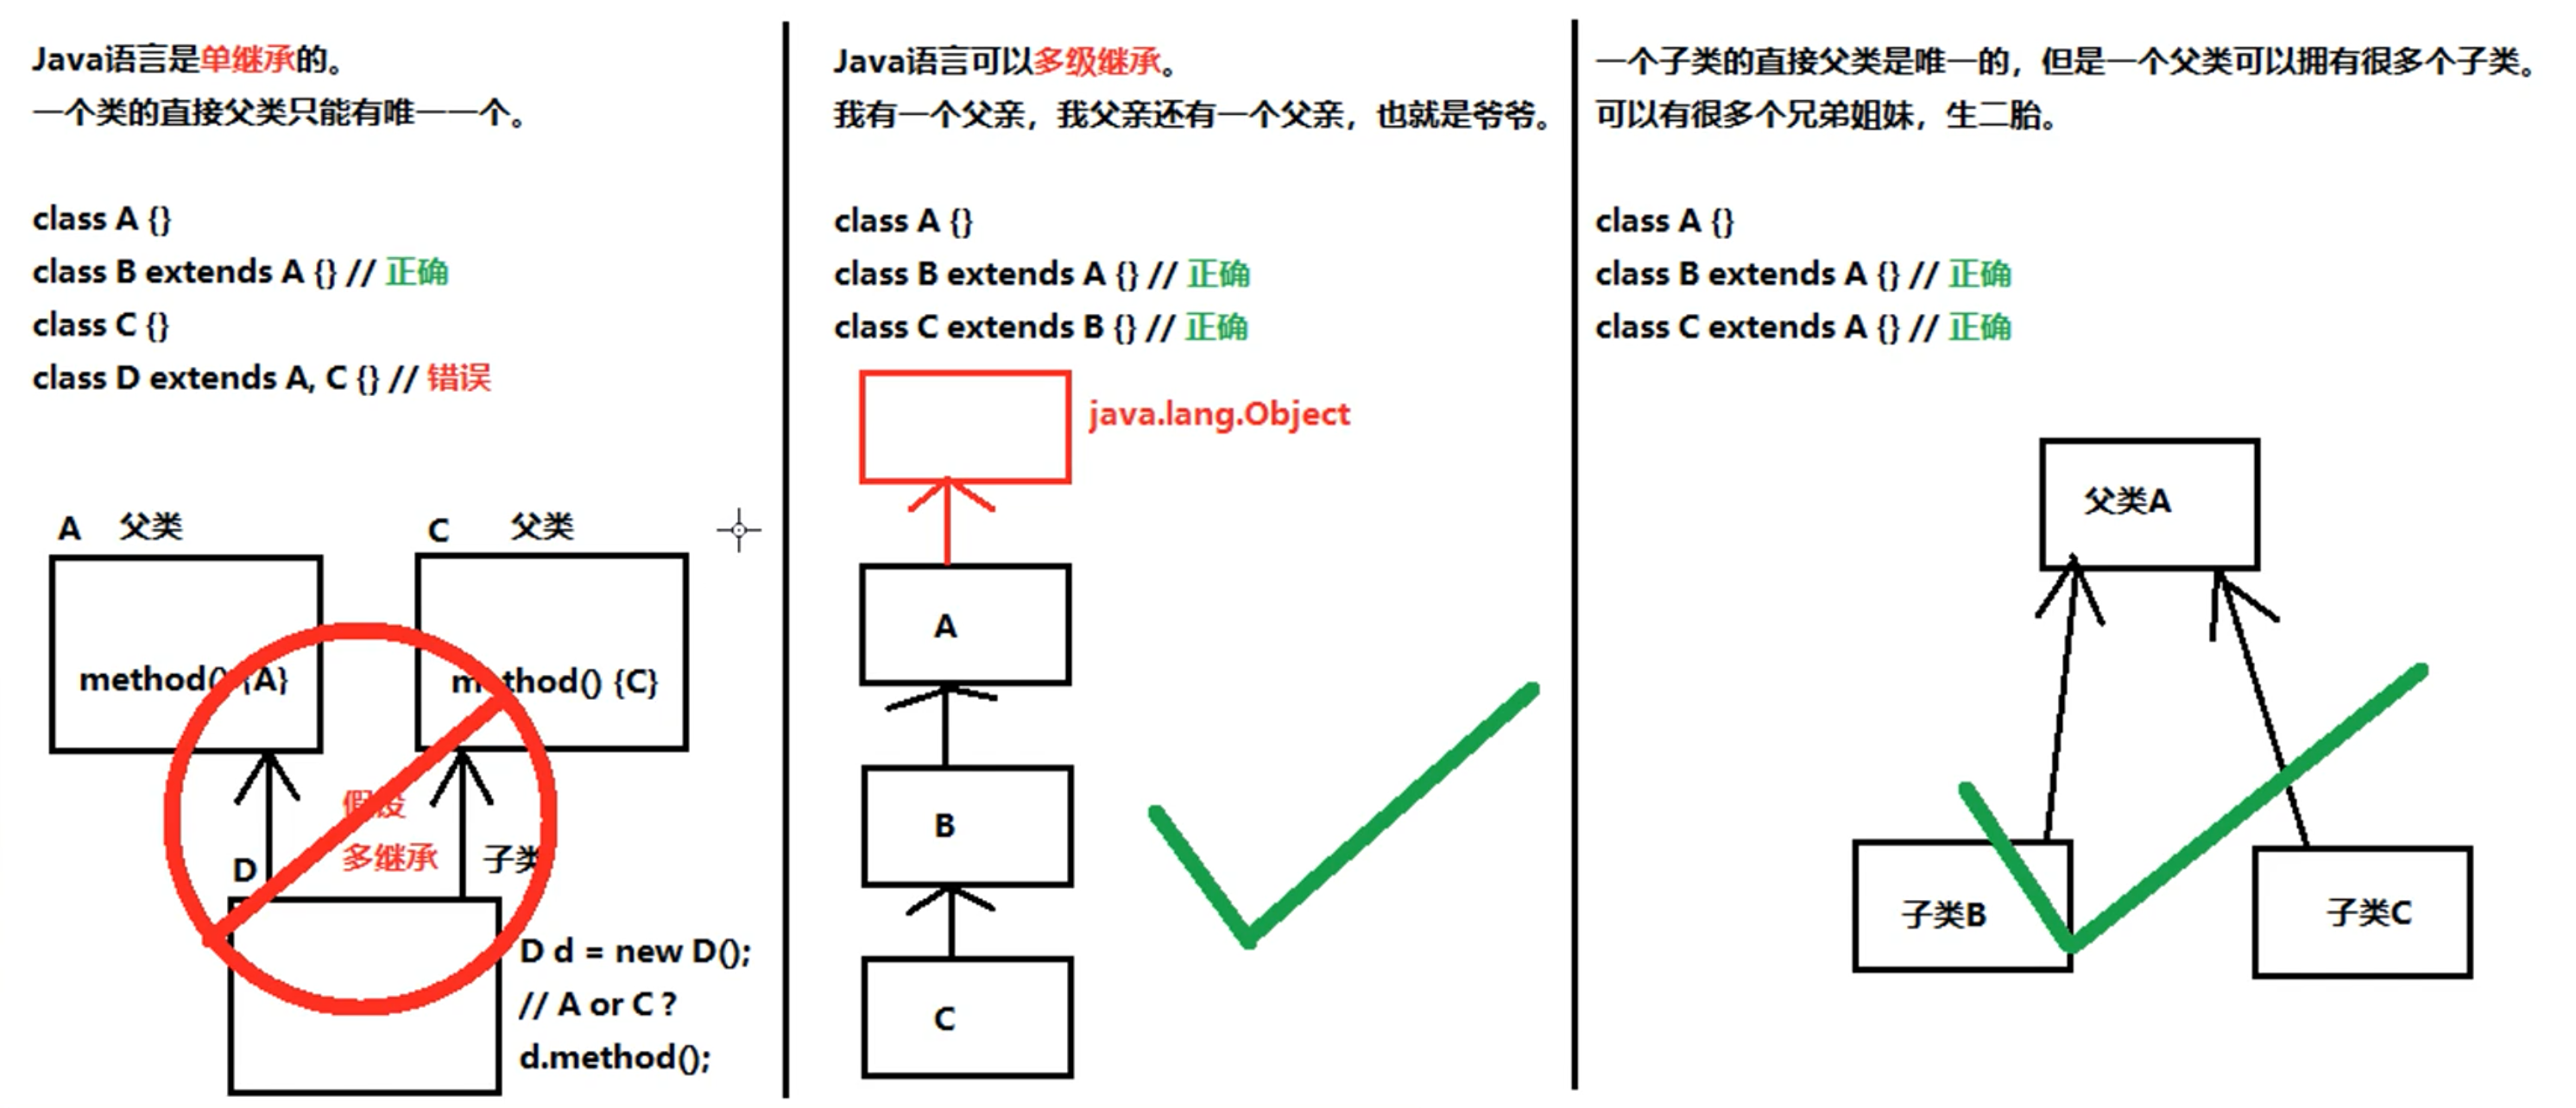 Java语言是单继承的。
一个类的直接父类只能有唯一一个。
class A {}
class B extends A {} // 正确
class C {}
class D extends A, C {} // 错误
A 父类
C 父类
method() {A}
method() {C}
假设
多继承
D
子类
D d = new D();
// A or C ?
d.method();
Java语言可以多级继承。
我有一个父亲，我父亲还有一个父亲，也就是爷爷。
class A {}
class B extends A {} // 正确
class C extends B {} // 正确
java.lang.Object
A
B
C
一个子类的直接父类是唯一的，但是一个父类可以拥有很多个子类。
可以有很多个兄弟姐妹，生二胎。
class A {}
class B extends A {} // 正确
class C extends A {} // 正确
父类A
子类B
子类C